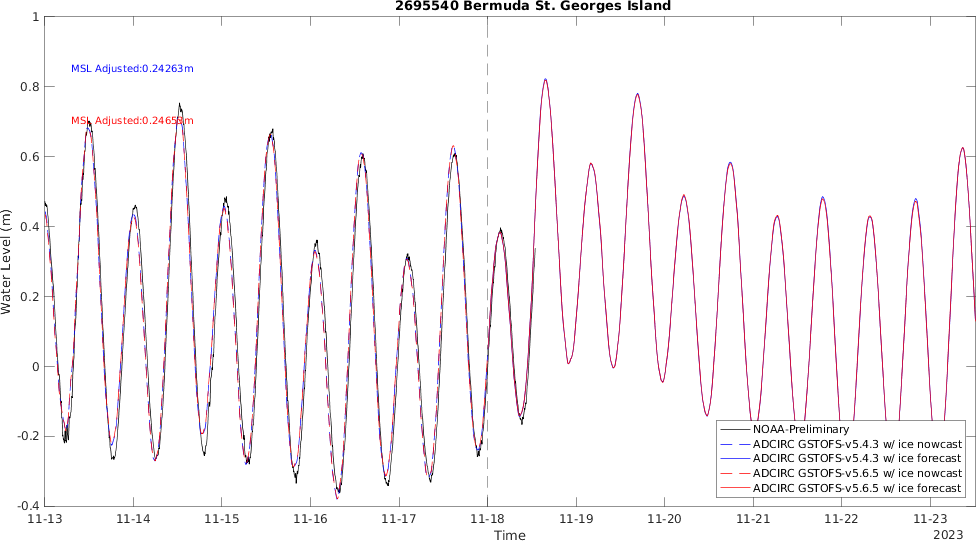 2695540 Bermuda St. Georges Island
1
0.8
0.6
0.4
0.2
0
-0.2
-0.4
Water Level (m)
MSL Adjusted:0.24263m
MSL Adjusted:0.24653m
NOAA-Preliminary
ADCIRC GSTOFS-v5.4.3 w/ ice nowcast
ADCIRC GSTOFS-v5.4.3 w/ ice forecast
ADCIRC GSTOFS-v5.6.5 w/ ice nowcast
ADCIRC GSTOFS-v5.6.5 w/ ice forecast
11-13 11-14 11-15 11-16 11-17 11-18 11-19 11-20 11-21 11-22 11-23
Time
2023